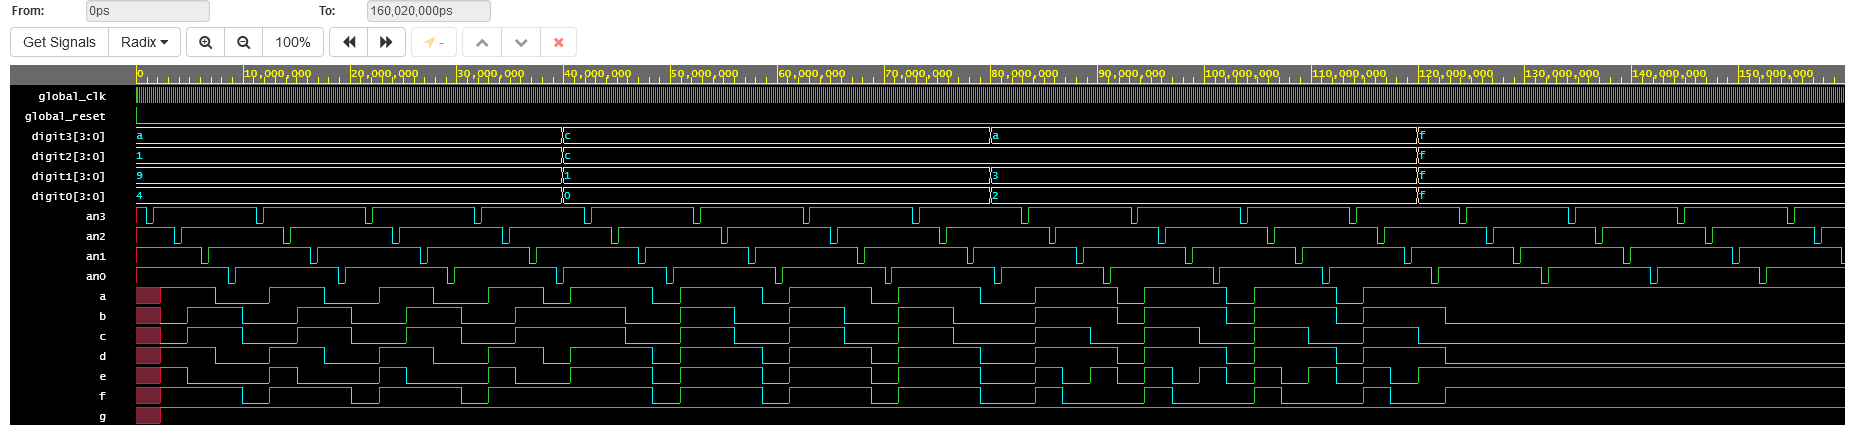 From: 0ps To: 160,020,000ps
Get Signals Radix 100% -
0 10,000,000 20,000,000 30,000,000 40,000,000 50,000,000 60,000,000 70,000,000 80,000,000 90,000,000 100,000,000 110,000,000 120,000,000 130,000,000 140,000,000 150,000,000
global_clk
global_reset
digit3[3:0] a c a f
digit2[3:0] 1 c f
digit1[3:0] 9 1 3 f
digit0[3:0] 4 0 2 f
an3
an2
an1
an0
a
b
c
d
e
f
g